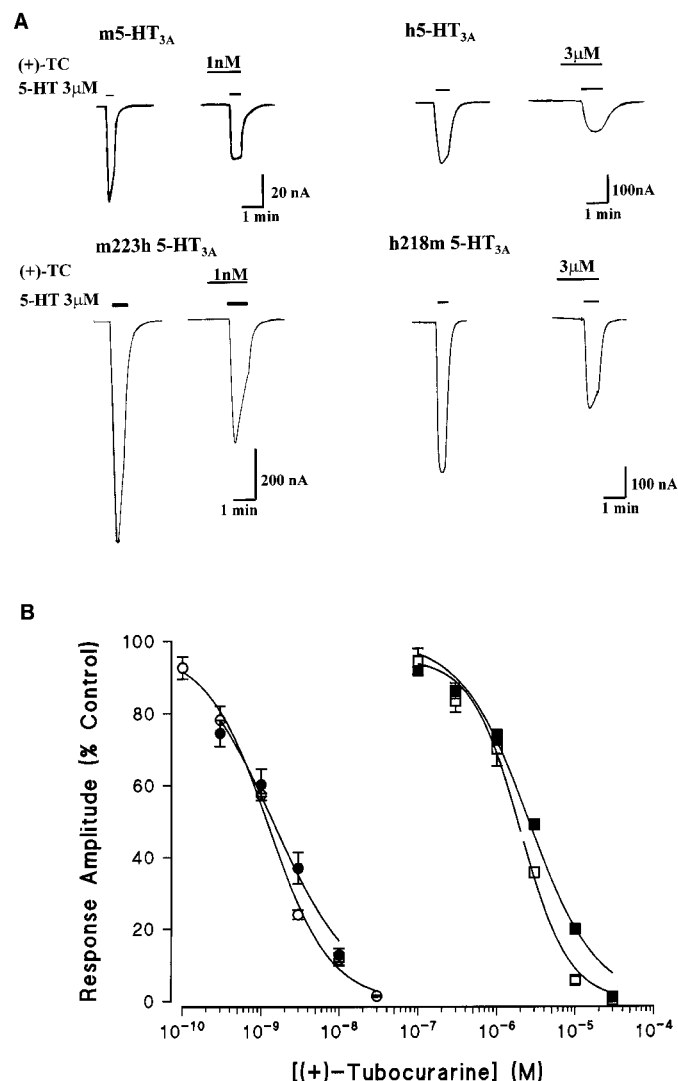 A
m5-HT3A
h5-HT3A
(+)-TC
1nM
3μM
5-HT 3μM
20 nA
1 min
100nA
1 min
m223h 5-HT3A
h218m 5-HT3A
(+)-TC
1nM
3μM
5-HT 3μM
200 nA
1 min
100 nA
1 min
B
Response Amplitude (% Control)
100
80
60
40
20
0
10⁻¹⁰ 10⁻⁹ 10⁻⁸ 10⁻⁷ 10⁻⁶ 10⁻⁵ 10⁻⁴
[(+)-Tubocurarine] (M)